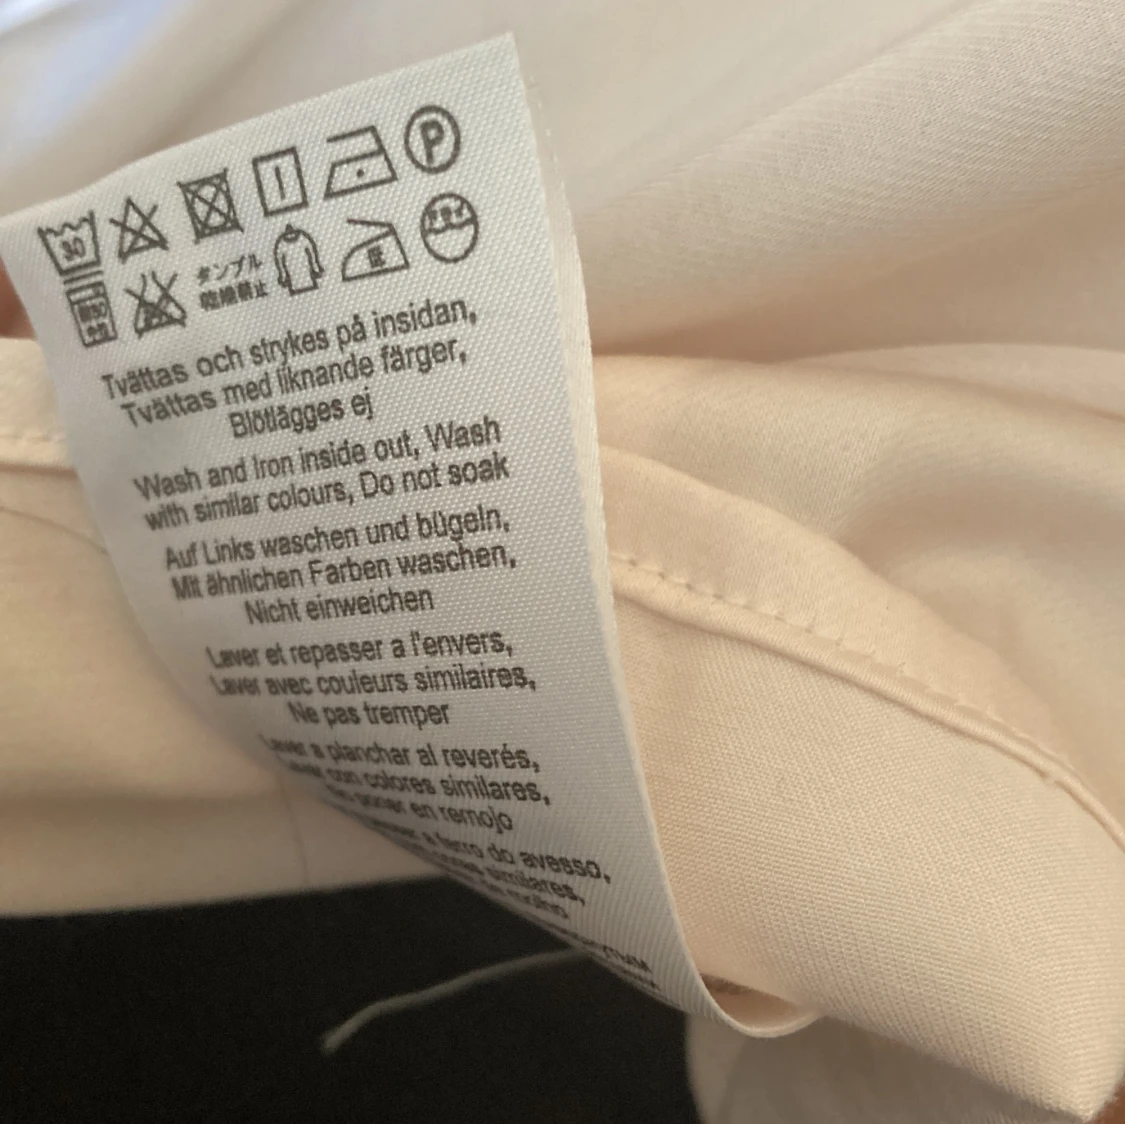 30
P
タンブル
乾燥禁止
Tvättas och strykes på insidan,
Tvättas med liknande färger,
Blötlägges ej
Wash and Iron inside out, Wash
with similar colours, Do not soak
Auf Links waschen und bügeln,
Mit ähnlichen Farben waschen,
Nicht einweichen
Laver et repasser a l'envers,
Laver avec couleurs similaires,
Ne pas tremper
a planchar al reverés,
con colores similares,
poner en remojo
a ferro do avesso,
similares,